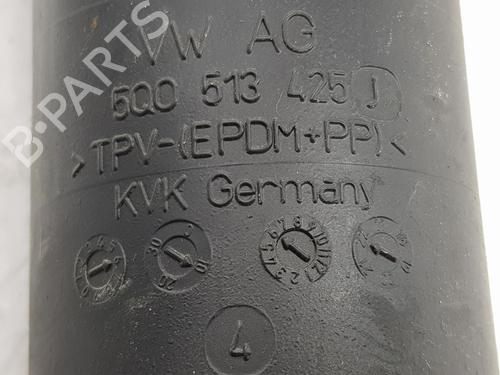 VW AG
5Q0 513 425 J
>TPV-(EPDM+PP)<
KVK Germany
4
B-PARTS